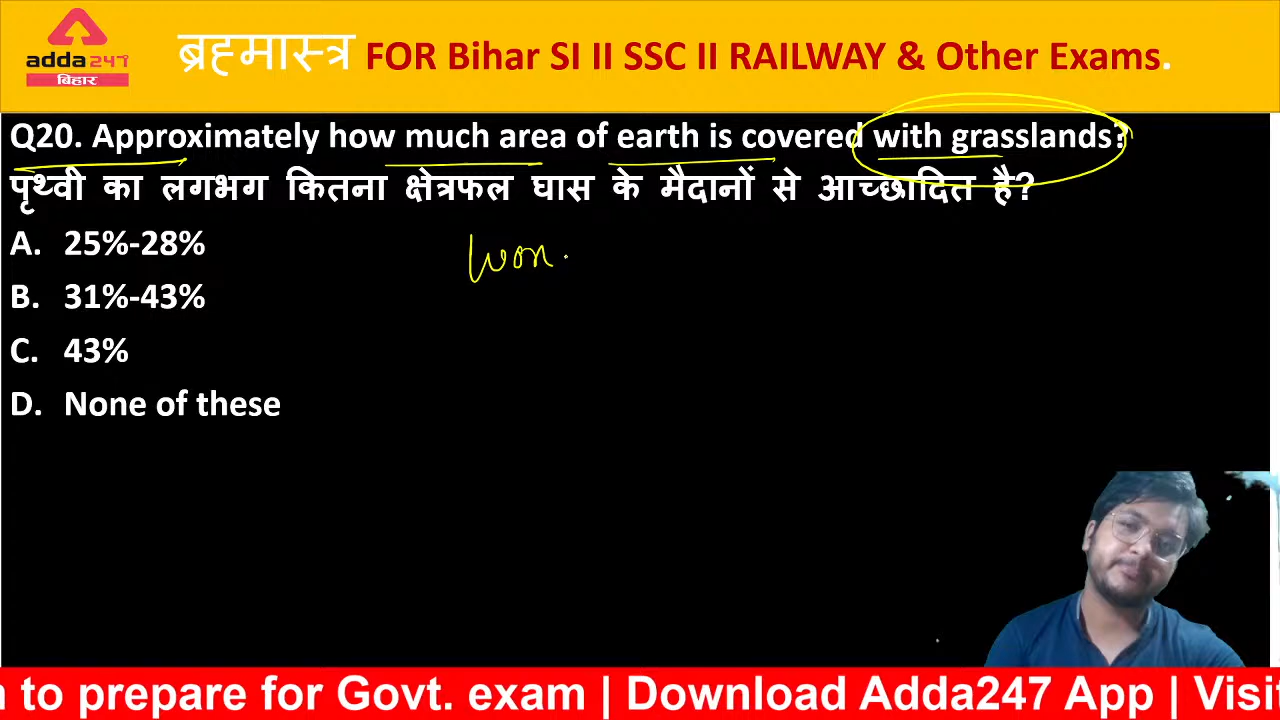 adda247
बिहार
ब्रह्मास्त्र FOR Bihar SI II SSC II RAILWAY & Other Exams.
Q20. Approximately how much area of earth is covered with grasslands?
पृथ्वी का लगभग कितना क्षेत्रफल घास के मैदानों से आच्छादित है?
A. 25%-28%
B. 31%-43%
C. 43%
D. None of these
n to prepare for Govt. exam | Download Adda247 App | Visit